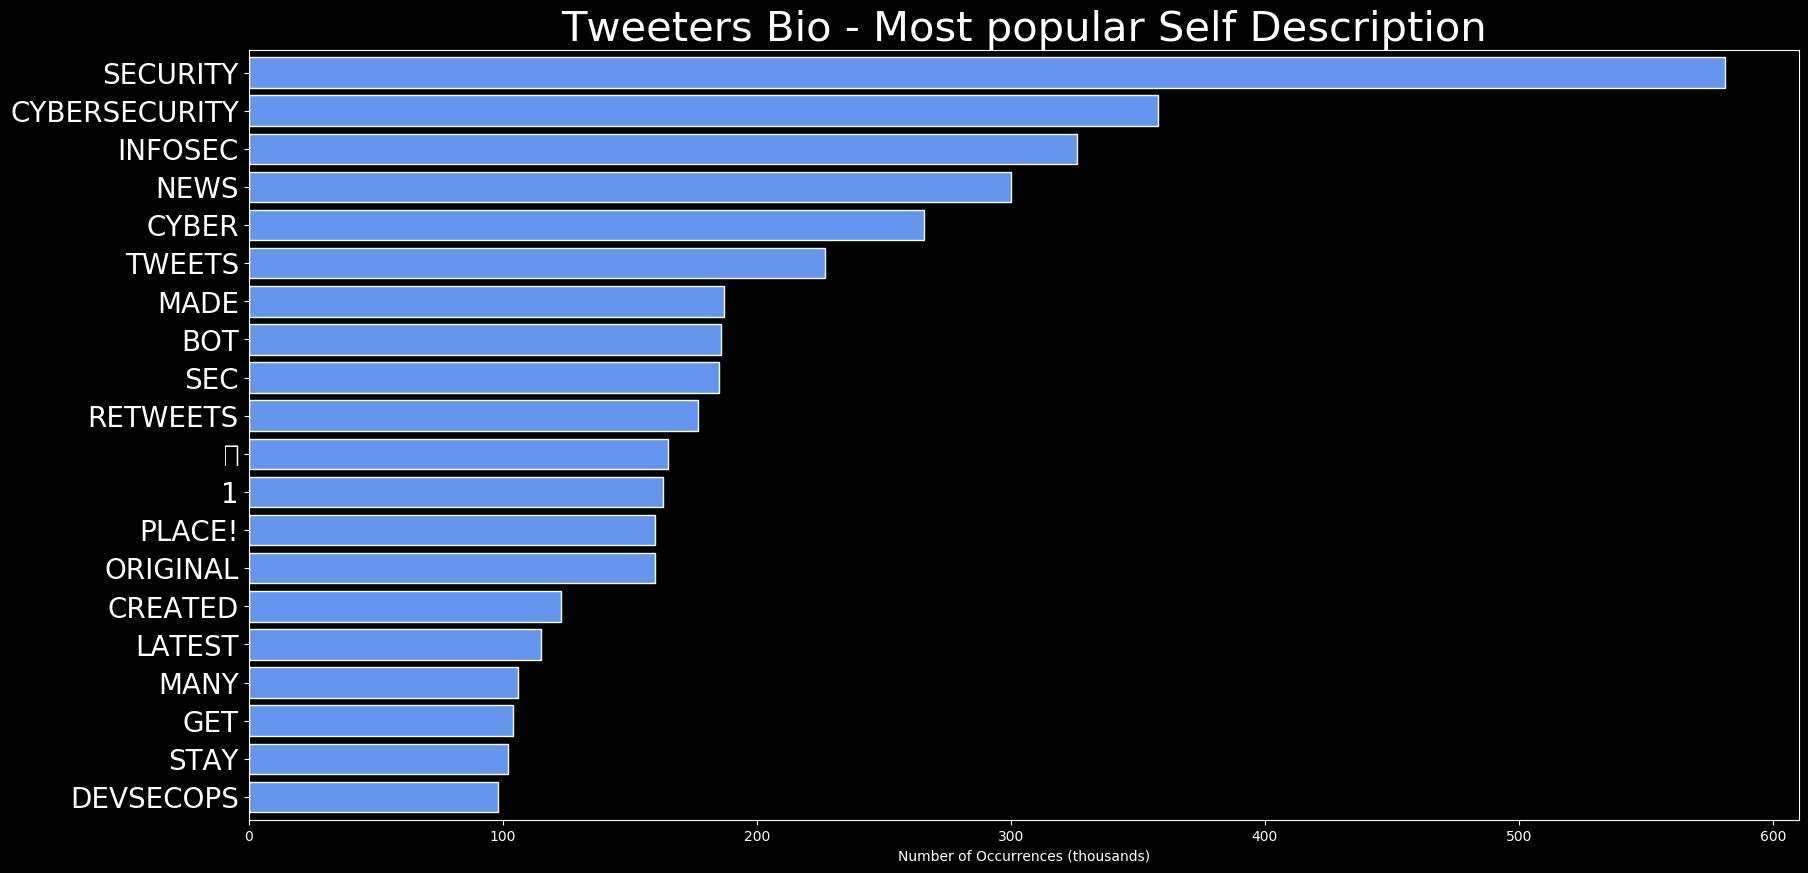 Tweeters Bio - Most popular Self Description
SECURITY
CYBERSECURITY
INFOSEC
NEWS
CYBER
TWEETS
MADE
BOT
SEC
RETWEETS
1
PLACE!
ORIGINAL
CREATED
LATEST
MANY
GET
STAY
DEVSECOPS
0 100 200 300 400 500 600
Number of Occurrences (thousands)